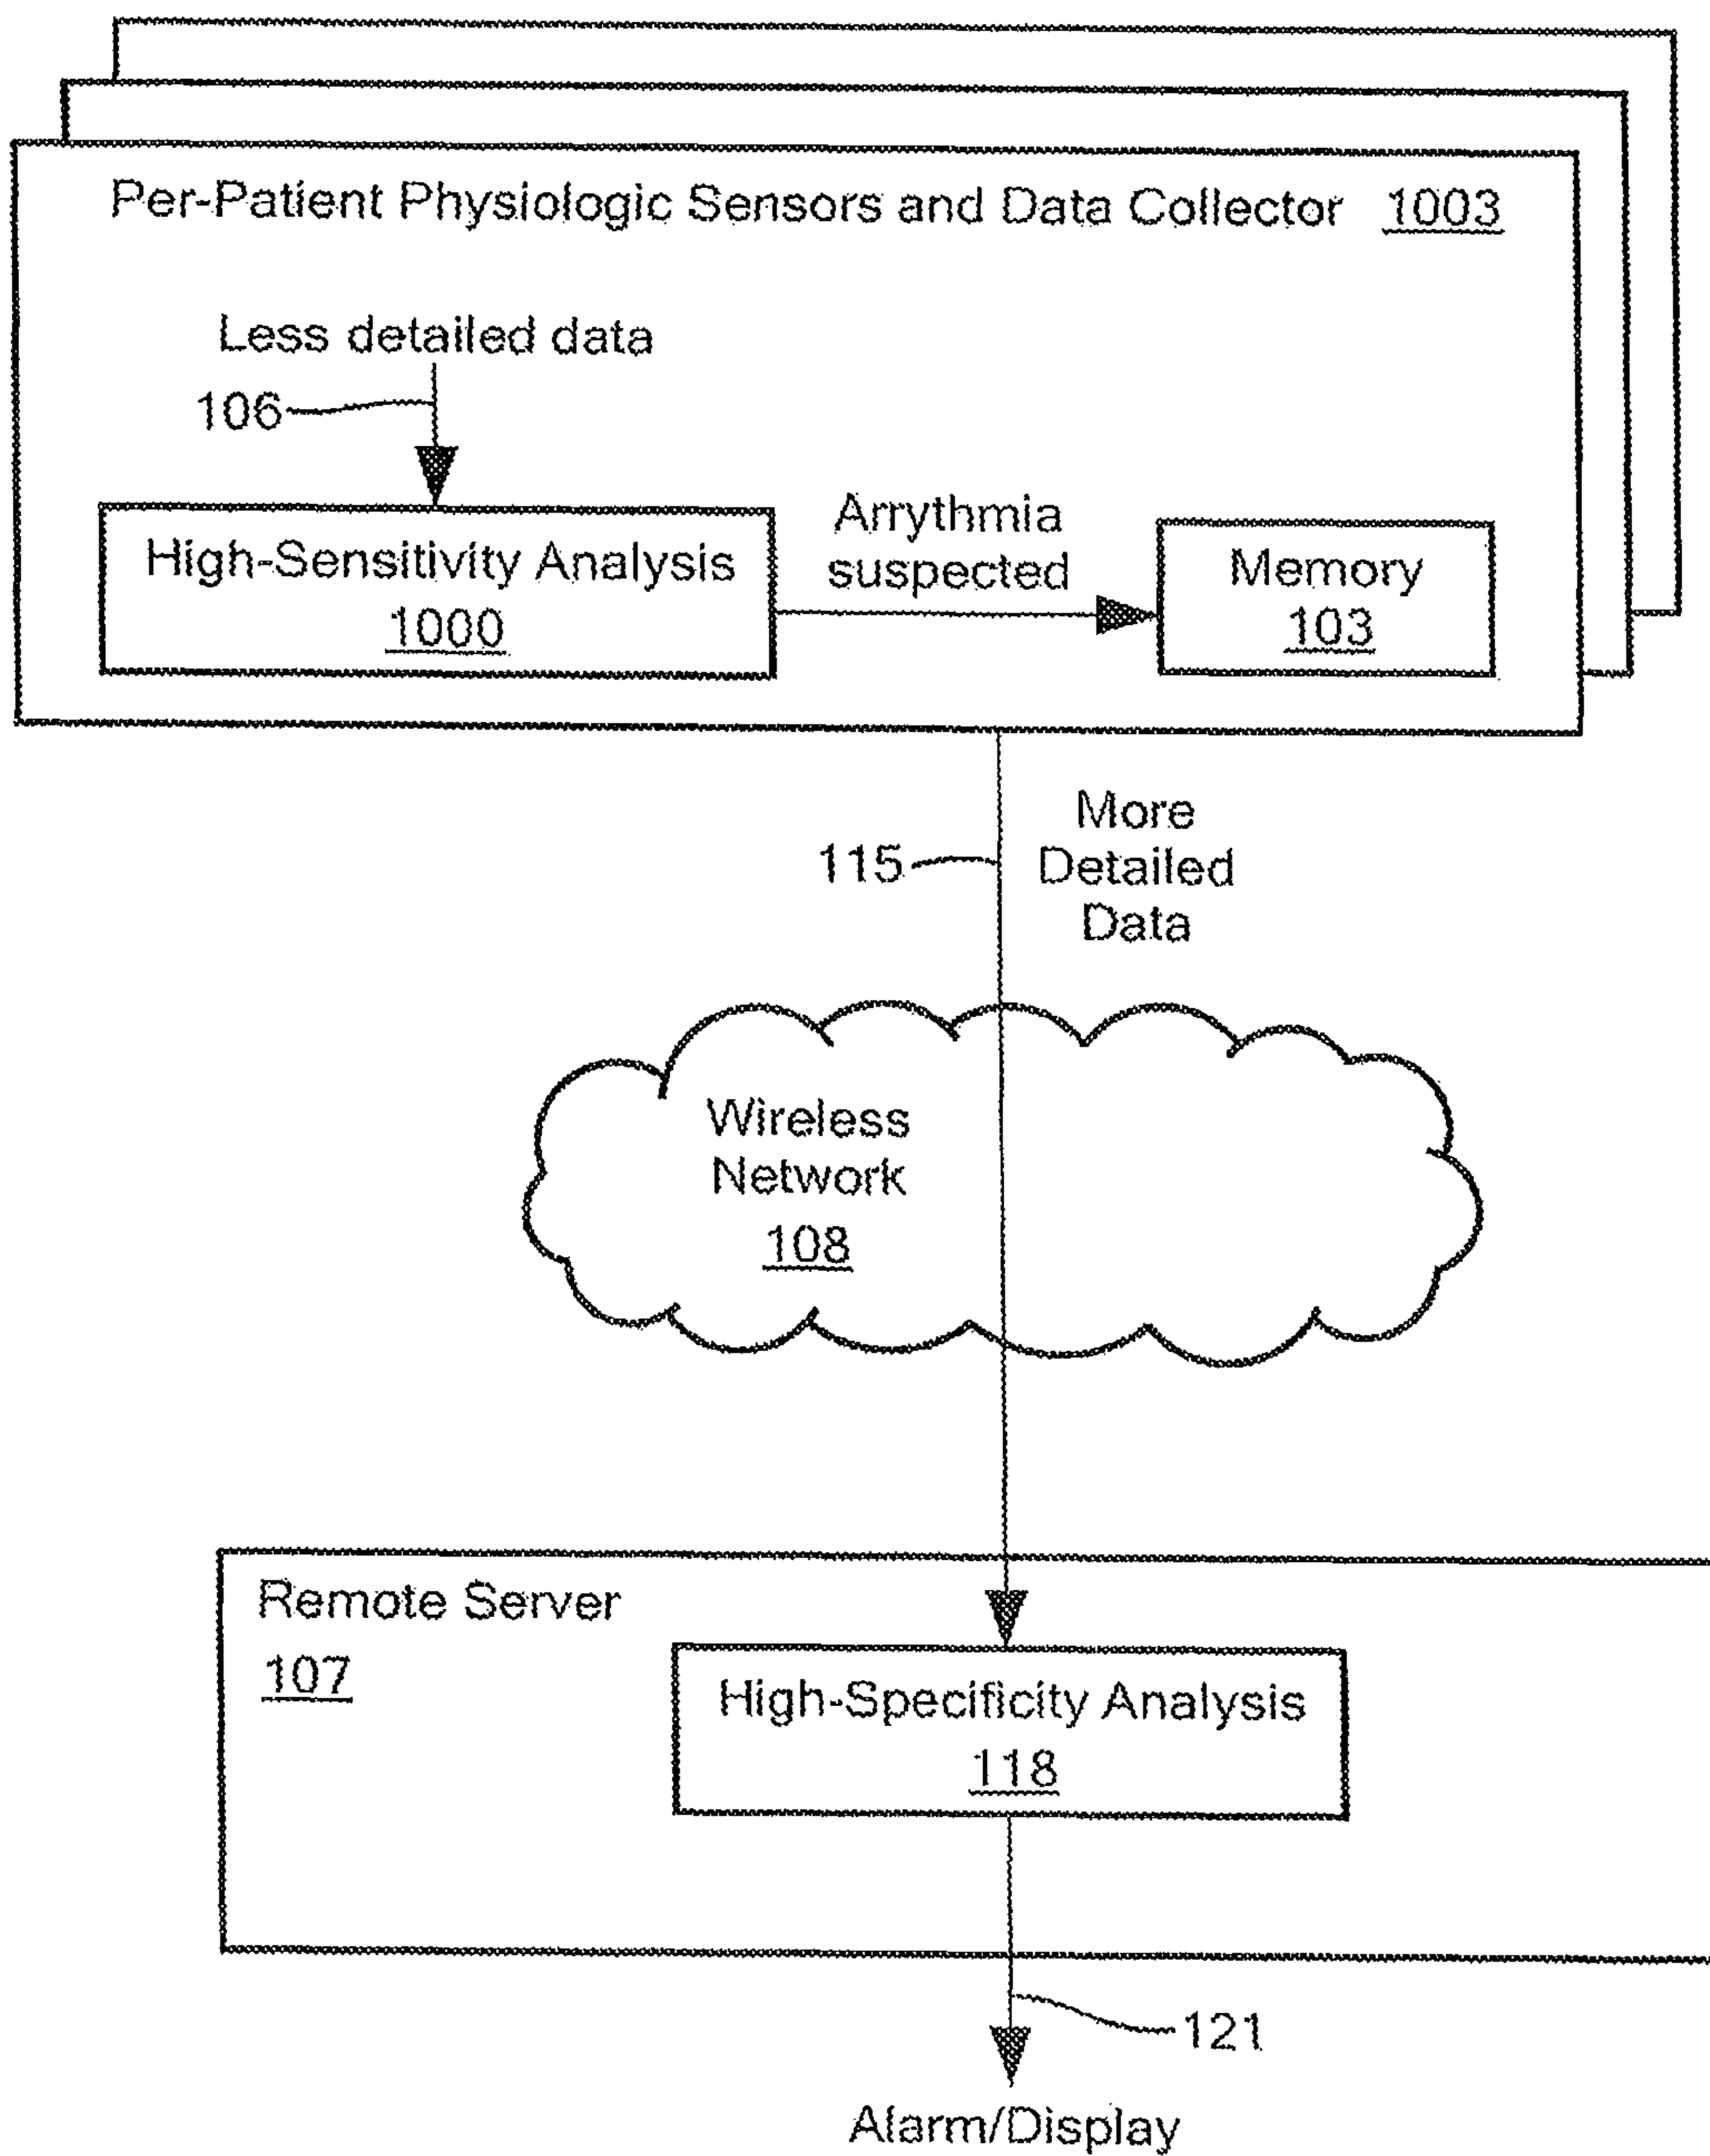 Per-Patient Physiologic Sensors and Data Collector 1003
Less detailed data
106
High-Sensitivity Analysis
1000
Arrythmia
suspected
Memory
103
115
More
Detailed
Data
Wireless
Network
108
Remote Server
107
High-Specificity Analysis
118
121
Alarm/Display